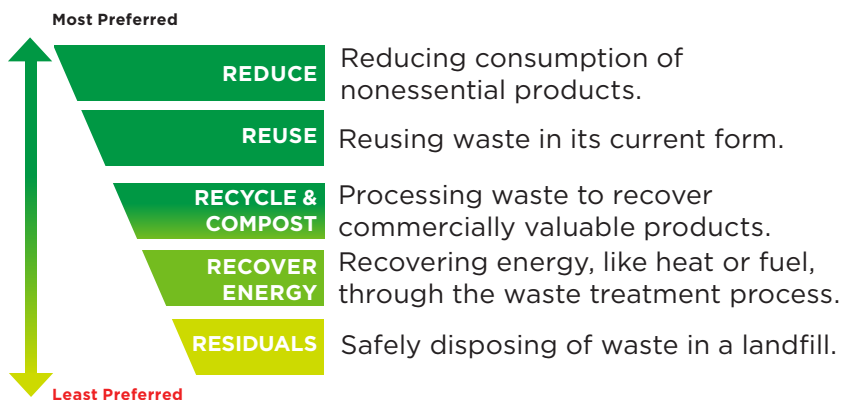 Most Preferred
REDUCE
Reducing consumption of
nonessential products.
REUSE
Reusing waste in its current form.
RECYCLE &
COMPOST
Processing waste to recover
commercially valuable products.
RECOVER
ENERGY
Recovering energy, like heat or fuel,
through the waste treatment process.
RESIDUALS
Safely disposing of waste in a landfill.
Least Preferred